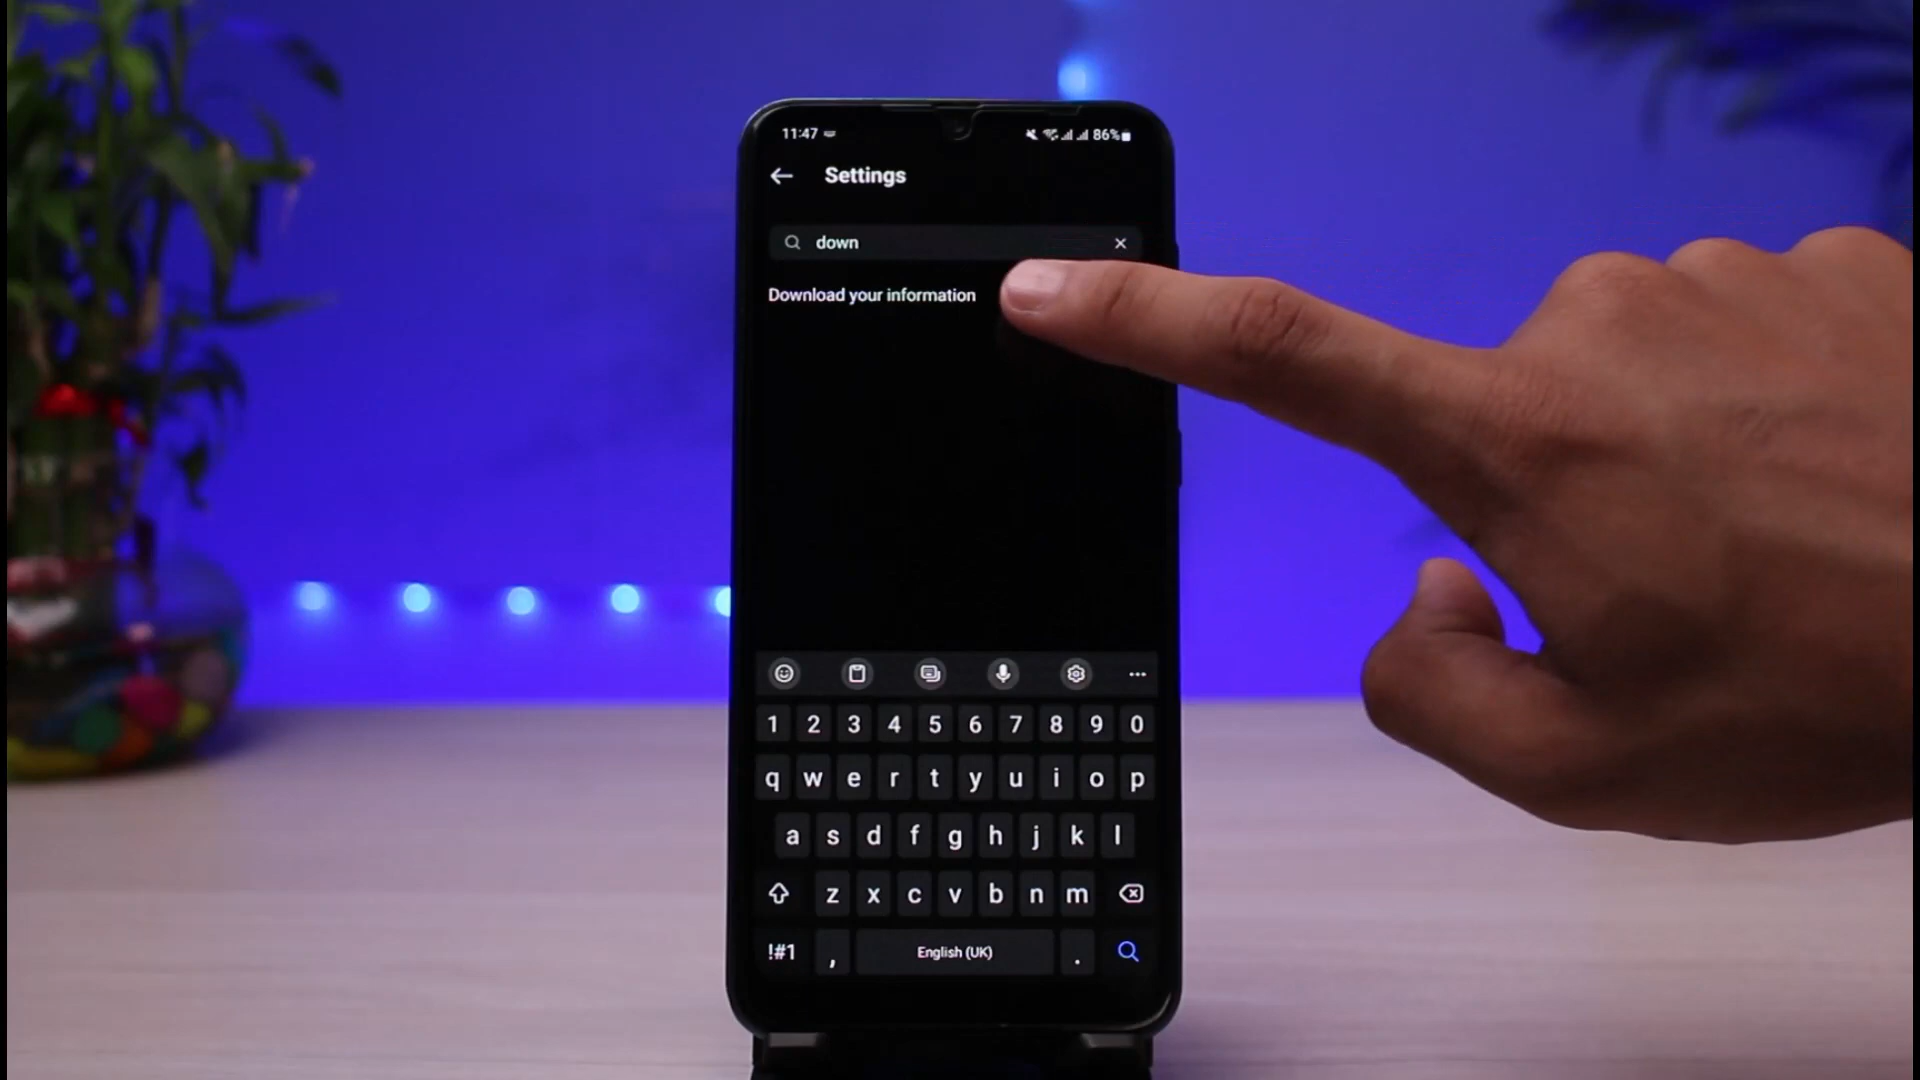 11:47
86%
Settings
down
Download your information
1 2 3 4 5 6 7 8 9 0
q w e r t y u i o p
a s d f g h j k l
z x c v b n m
!#1 , English (UK) .